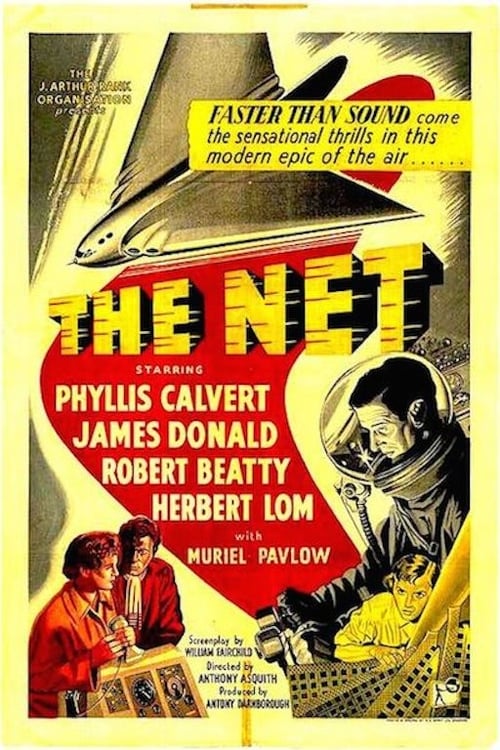 THE
J. ARTHUR RANK
ORGANISATION
presents
FASTER THAN SOUND come
the sensational thrills in this
modern epic of the air......
THE NET
STARRING
PHYLLIS CALVERT
JAMES DONALD
ROBERT BEATTY
HERBERT LOM
with
MURIEL PAVLOW
Screenplay by
WILLIAM FAIRCHILD
Directed by
ANTHONY ASQUITH
Produced by
ANTONY DARNBOROUGH